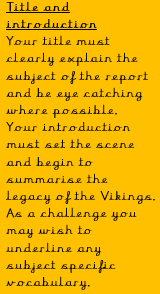 Title and
introduction
Your title must
clearly explain the
subject of the report
and be eye catching
where possible.
Your introduction
must set the scene
and begin to
summarise the
legacy of the Vikings.
As a challenge you
may wish to
underline any
subject specific
vocabulary.